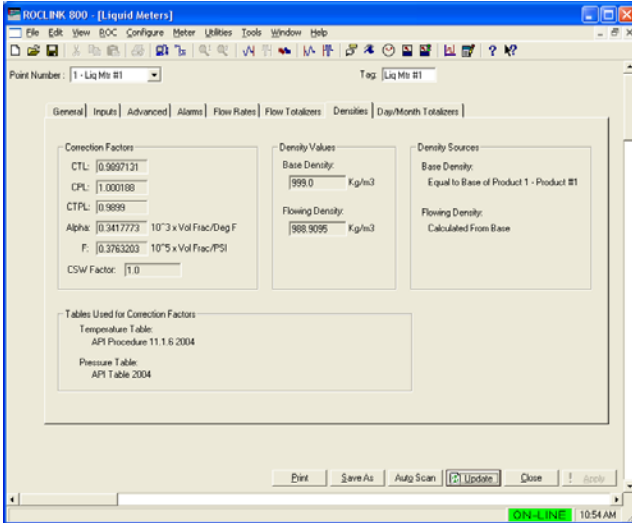 ROCLINK 800 - [Liquid Meters]
File Edit View ROC Configure Meter Utilities Tools Window Help
Point Number : 1 - Liq Mtr #1 Tag: Liq Mtr #1
General Inputs Advanced Alarms Flow Rates Flow Totalizers Densities Day/Month Totalizers
Correction Factors Density Values Density Sources
CTL: 0.9897131 Base Density: Base Density:
CPL: 1.000188 999.0 Kg/m3 Equal to Base of Product 1 - Product #1
CTPL: 0.9899 Flowing Density: Flowing Density:
Alpha: 0.3417773 10^3 x Vol Frac/Deg F 988.9095 Kg/m3 Calculated From Base
F: 0.3763203 10^5 x Vol Frac/PSI
CSW Factor: 1.0
Tables Used for Correction Factors
Temperature Table:
API Procedure 11.1.6 2004
Pressure Table:
API Table 2004
Print Save As Auto Scan Update Close ! Apply
ON-LINE 10:54 AM